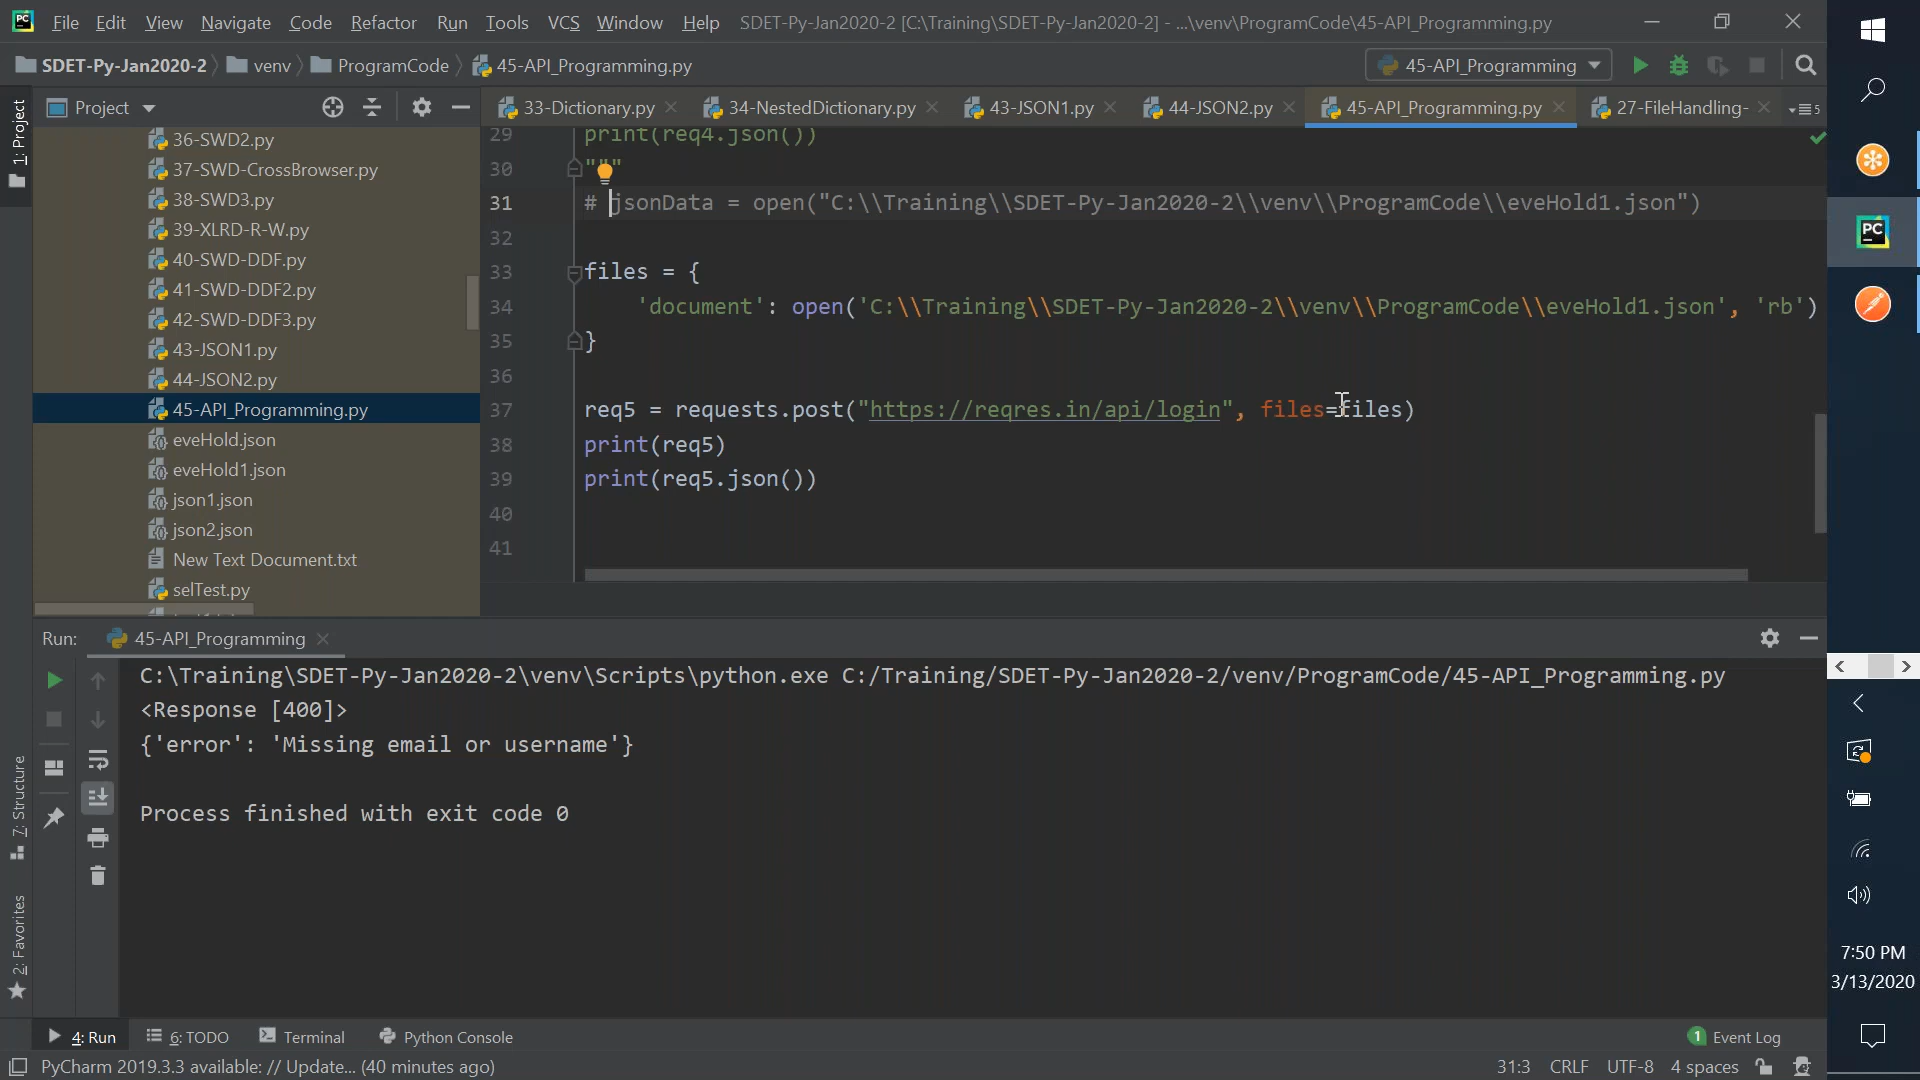 PC File Edit View Navigate Code Refactor Run Tools VCS Window Help SDET-Py-Jan2020-2 [C:\Training\SDET-Py-Jan2020-2] - ...\venv\ProgramCode\45-API_Programming.py
SDET-Py-Jan2020-2 venv ProgramCode 45-API_Programming.py 45-API_Programming
1: Project
Project
33-Dictionary.py 34-NestedDictionary.py 43-JSON1.py 44-JSON2.py 45-API_Programming.py 27-FileHandling- 5
36-SWD2.py
37-SWD-CrossBrowser.py
38-SWD3.py
39-XLRD-R-W.py
40-SWD-DDF.py
41-SWD-DDF2.py
42-SWD-DDF3.py
43-JSON1.py
44-JSON2.py
45-API_Programming.py
eveHold.json
eveHold1.json
json1.json
json2.json
New Text Document.txt
selTest.py
29 print(req4.json())
30 """
31 # jsonData = open("C:\\Training\\SDET-Py-Jan2020-2\\venv\\ProgramCode\\eveHold1.json")
32
33 files = {
34 'document': open('C:\\Training\\SDET-Py-Jan2020-2\\venv\\ProgramCode\\eveHold1.json', 'rb')
35 }
36
37 req5 = requests.post("https://reqres.in/api/login", files=files)
38 print(req5)
39 print(req5.json())
40
41
Run: 45-API_Programming
C:\Training\SDET-Py-Jan2020-2\venv\Scripts\python.exe C:/Training/SDET-Py-Jan2020-2/venv/ProgramCode/45-API_Programming.py
<Response [400]>
{'error': 'Missing email or username'}
Process finished with exit code 0
7: Structure
2: Favorites
4: Run 6: TODO Terminal Python Console 1 Event Log
PyCharm 2019.3.3 available: // Update... (40 minutes ago) 31:3 CRLF UTF-8 4 spaces
PC
7:50 PM
3/13/2020